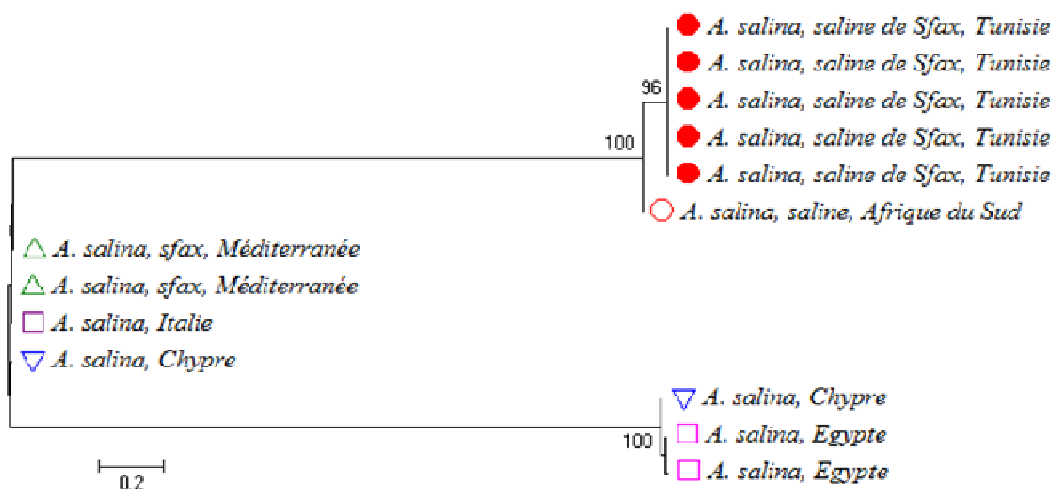 A. salina, saline de Sfax, Tunisie
A. salina, saline de Sfax, Tunisie
96
A. salina, saline de Sfax, Tunisie
A. salina, saline de Sfax, Tunisie
100
A. salina, saline de Sfax, Tunisie
A. salina, saline, Afrique du Sud
A. salina, sfax, Méditerranée
A. salina, sfax, Méditerranée
A. salina, Italie
A. salina, Chypre
A. salina, Chypre
A. salina, Egypte
100
A. salina, Egypte
0.2